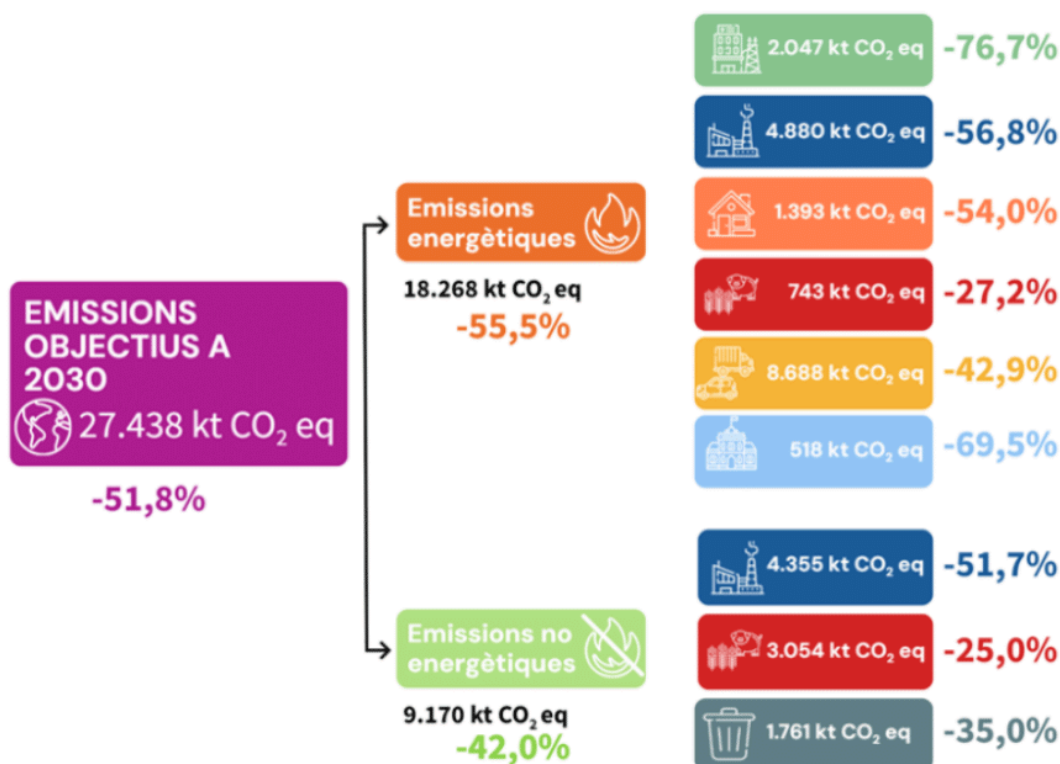 EMISSIONS
OBJECTIUS A
2030
27.438 kt CO₂ eq
-51,8%
Emissions
energètiques
18.268 kt CO₂ eq
-55,5%
2.047 kt CO₂ eq -76,7%
4.880 kt CO₂ eq -56,8%
1.393 kt CO₂ eq -54,0%
743 kt CO₂ eq -27,2%
8.688 kt CO₂ eq -42,9%
518 kt CO₂ eq -69,5%
Emissions no
energètiques
9.170 kt CO₂ eq
-42,0%
4.355 kt CO₂ eq -51,7%
3.054 kt CO₂ eq -25,0%
1.761 kt CO₂ eq -35,0%